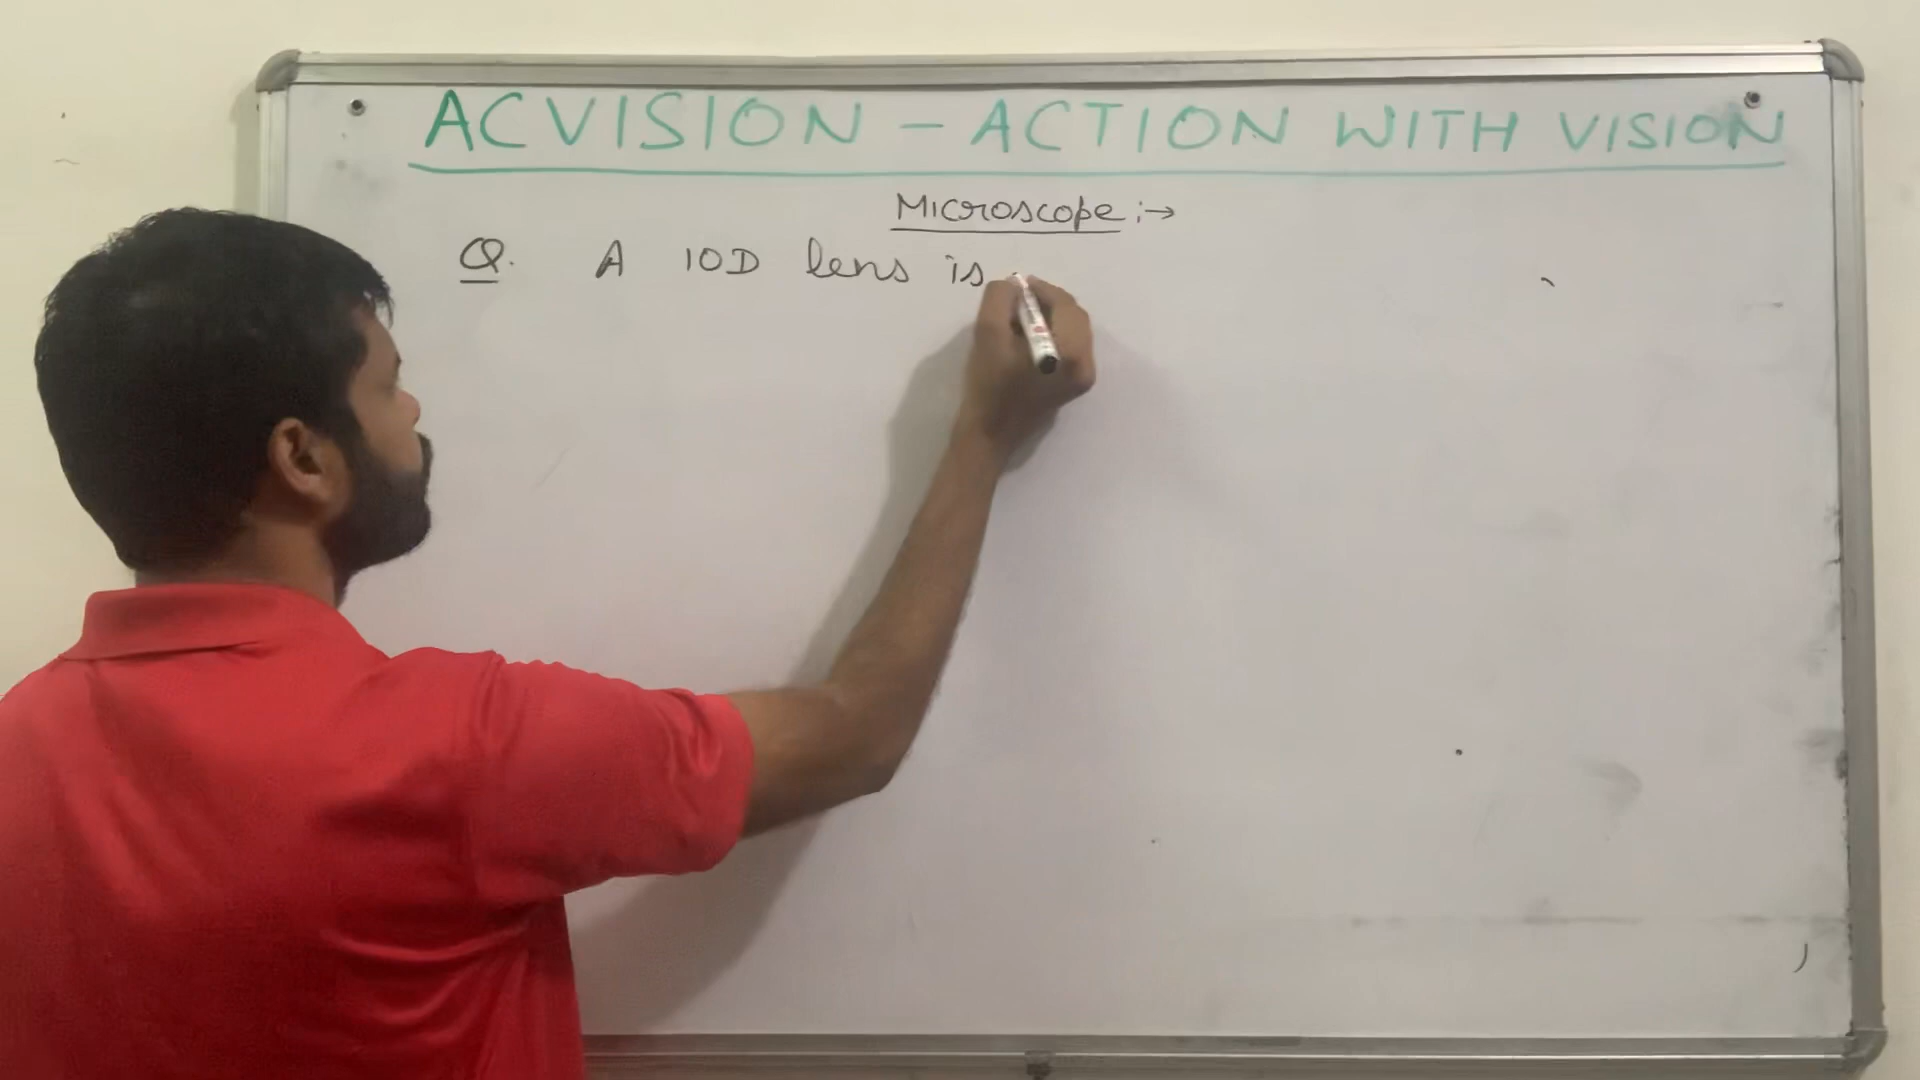 ACVISION – ACTION WITH VISION
Microscope :→
Q. A 10D lens is